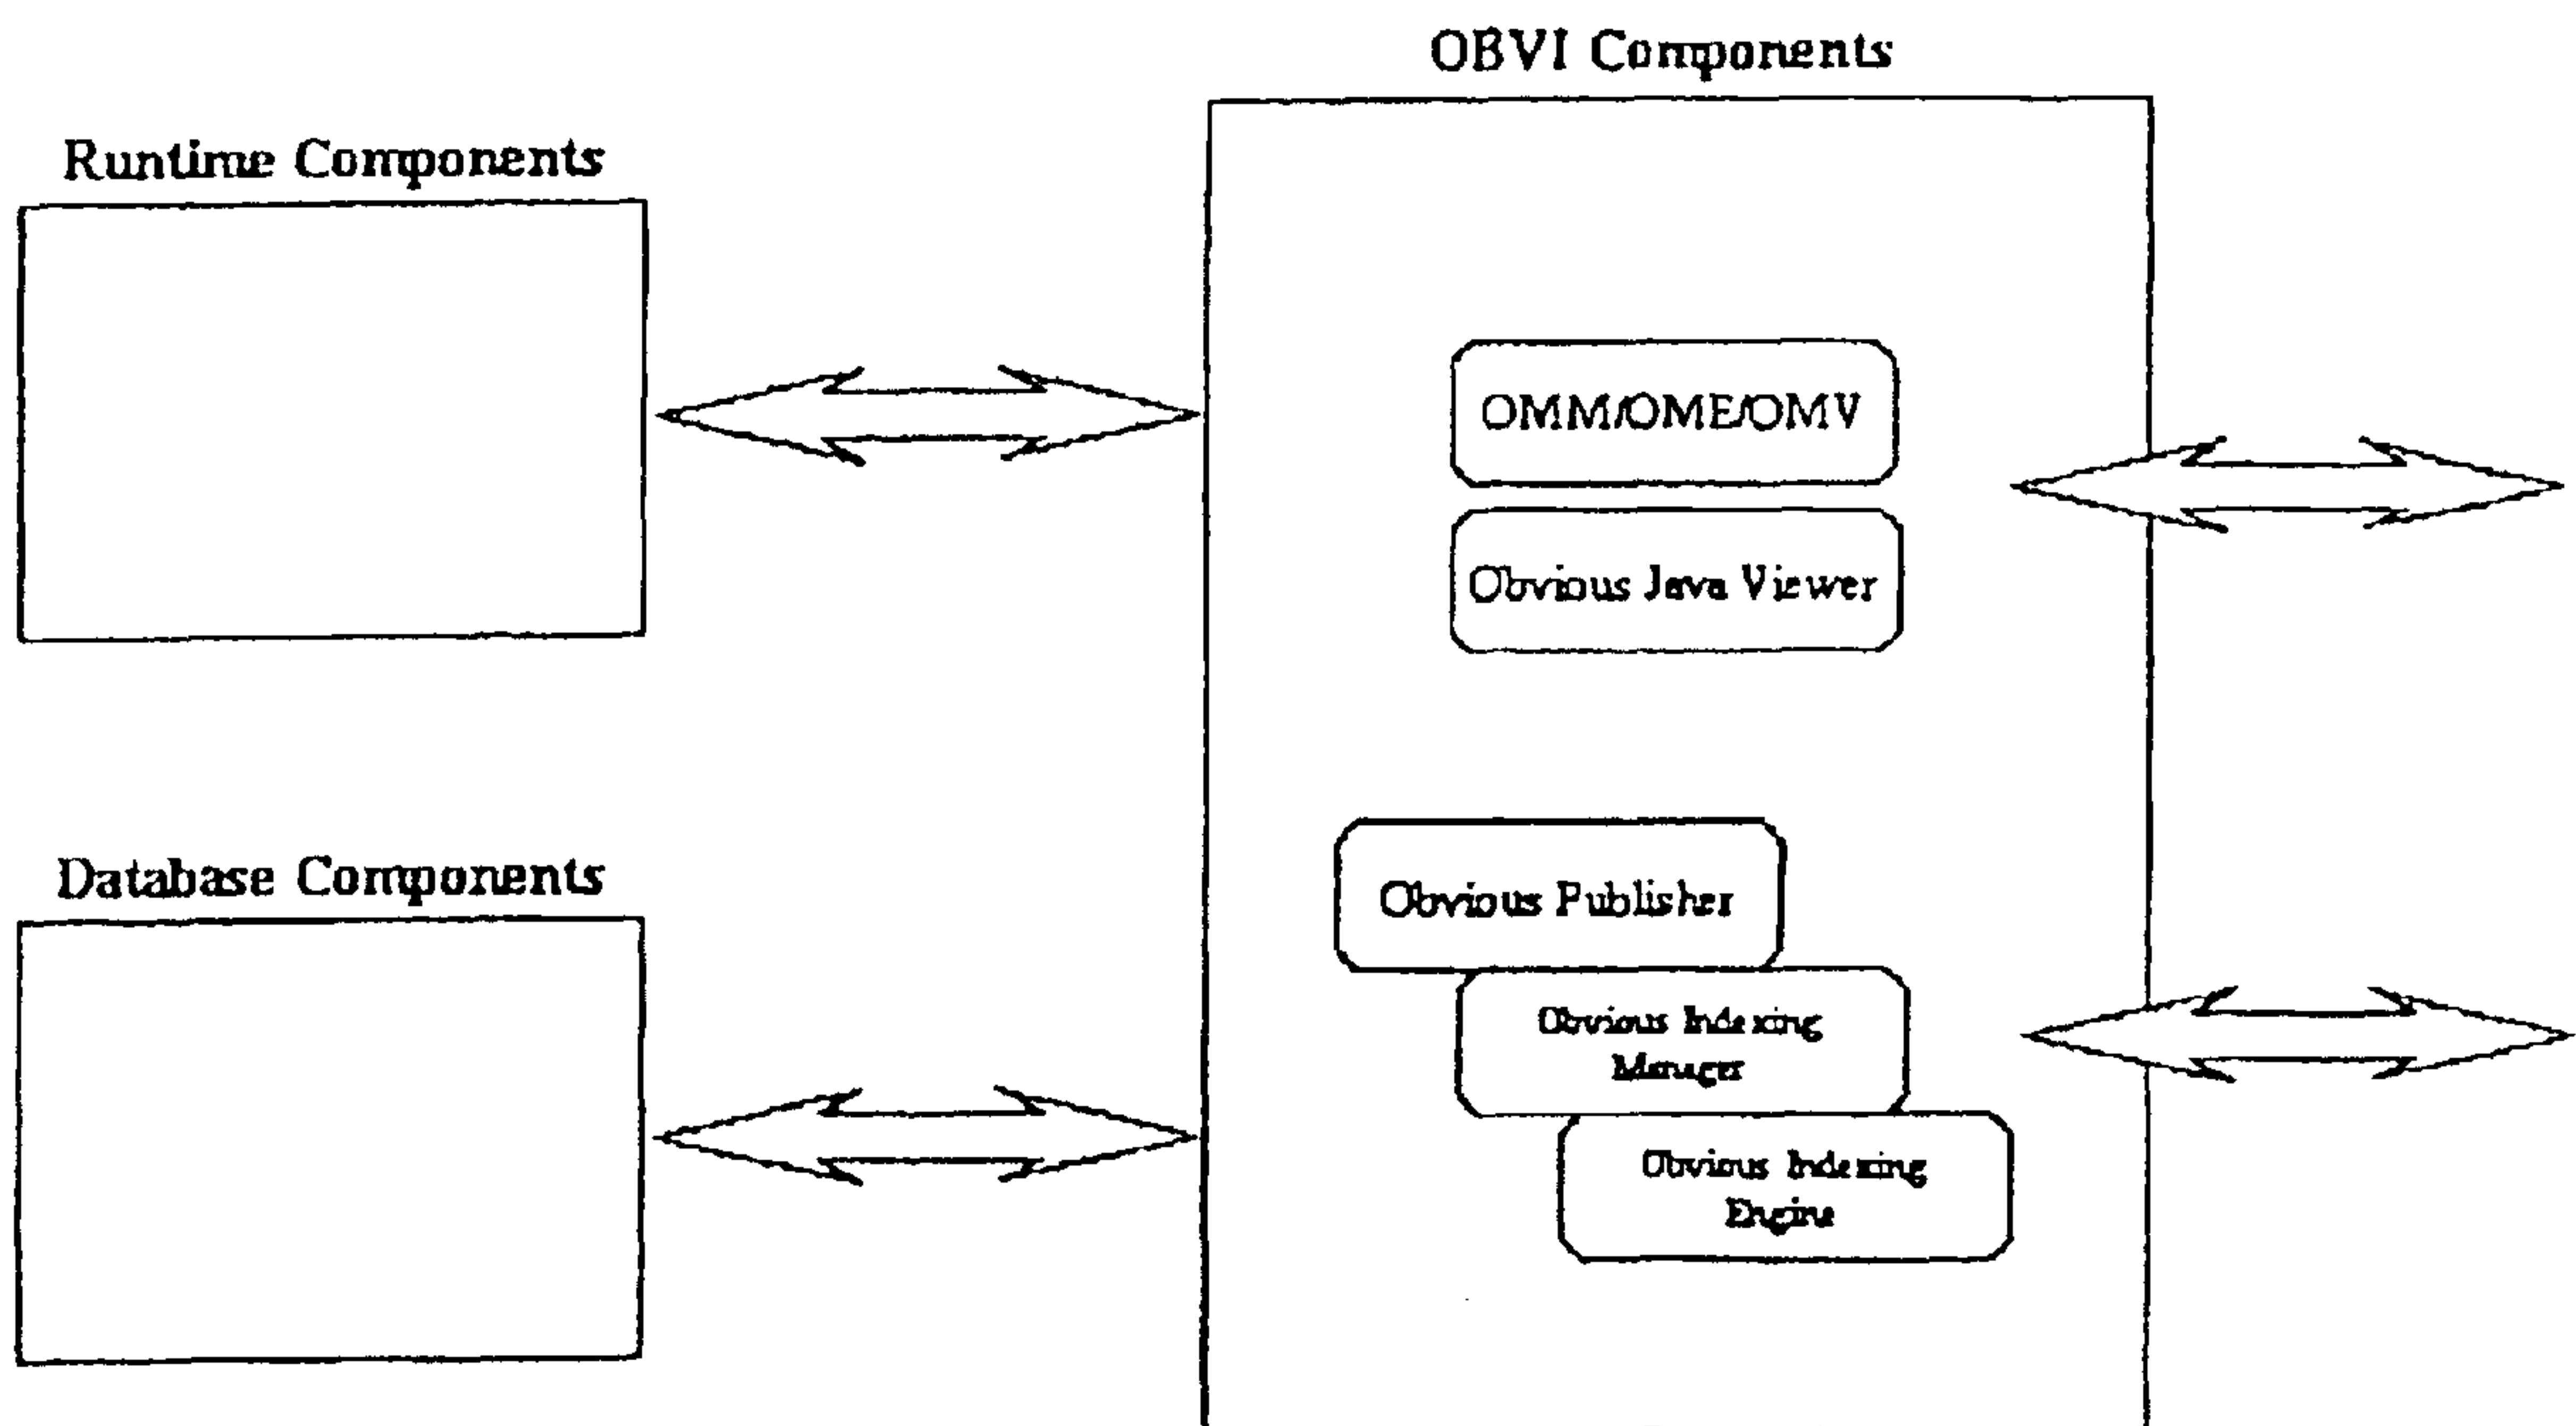 OBVI Components
Runtime Components
OMM/OME/OMV
Obvious Java Viewer
Database Components
Obvious Publisher
Obvious Indexing
Manager
Obvious Indexing
Engine